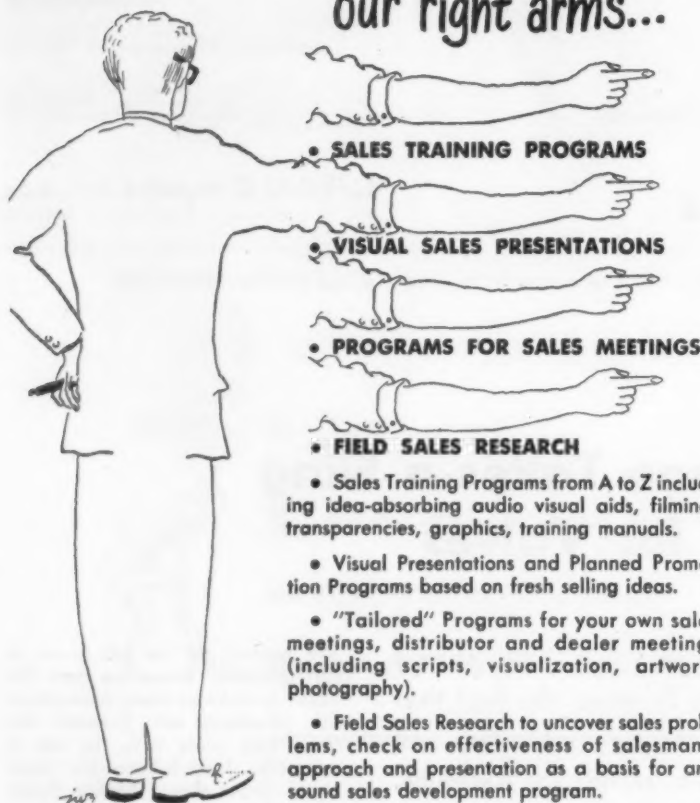 our right arms...
• SALES TRAINING PROGRAMS
• VISUAL SALES PRESENTATIONS
• PROGRAMS FOR SALES MEETINGS
• FIELD SALES RESEARCH
• Sales Training Programs from A to Z includ
ing idea-absorbing audio visual aids, filmin
transparencies, graphics, training manuals.
• Visual Presentations and Planned Prom
tion Programs based on fresh selling ideas.
• "Tailored" Programs for your own sal
meetings, distributor and dealer meeting
(including scripts, visualization, artwor
photography).
• Field Sales Research to uncover sales prob
lems, check on effectiveness of salesman
approach and presentation as a basis for an
sound sales development program.